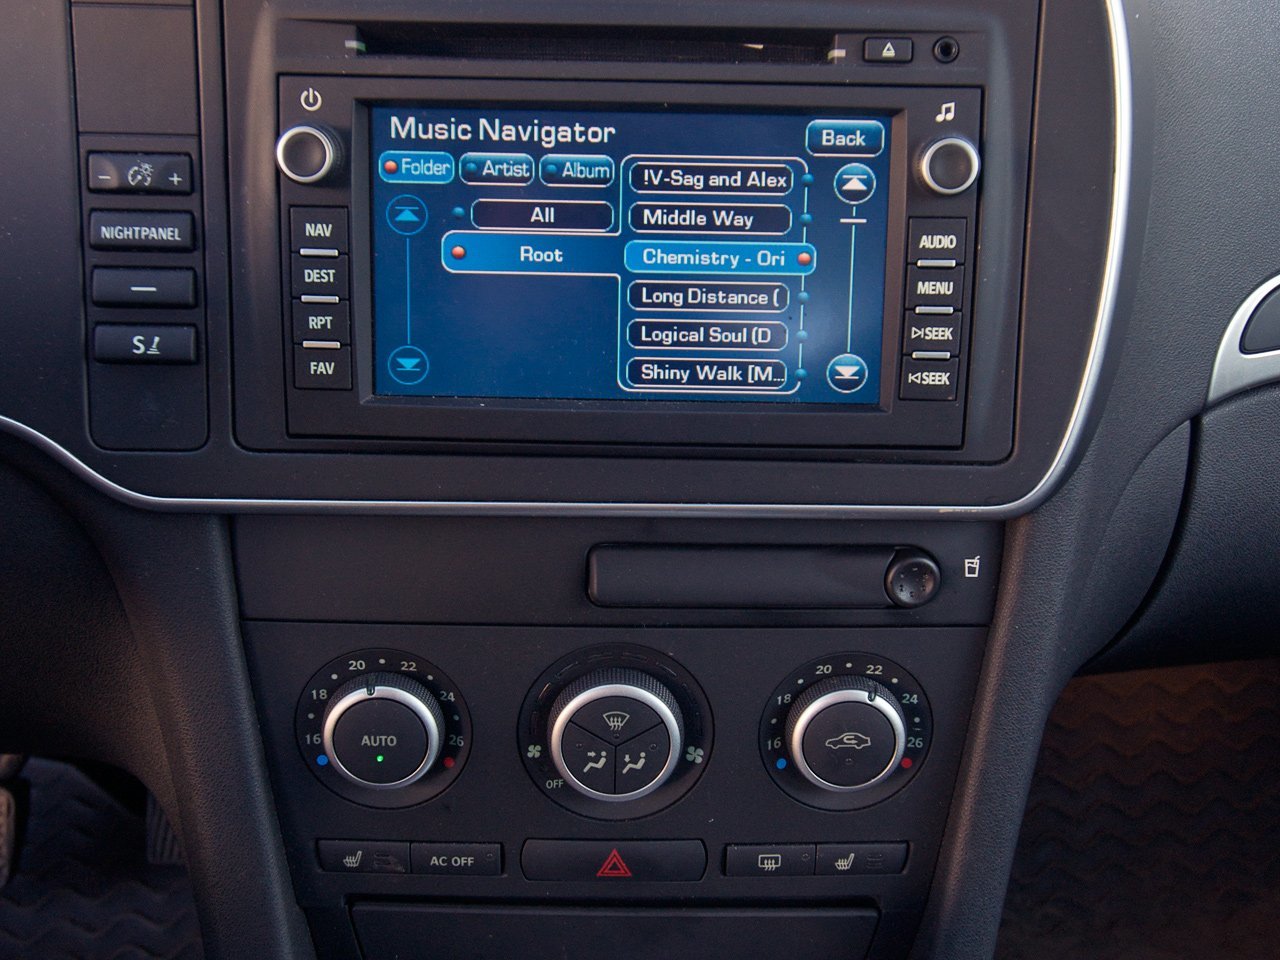 Music Navigator
Back
Folder Artist Album
All
Root
!V-Sag and Alex
Middle Way
Chemistry - Ori
Long Distance (
Logical Soul (D
Shiny Walk [M...
- +
NIGHTPANEL
S
NAV
DEST
RPT
FAV
AUDIO
MENU
SEEK
SEEK
16 18 20 22 24 26
AUTO
OFF
16 18 20 22 24 26
AC OFF